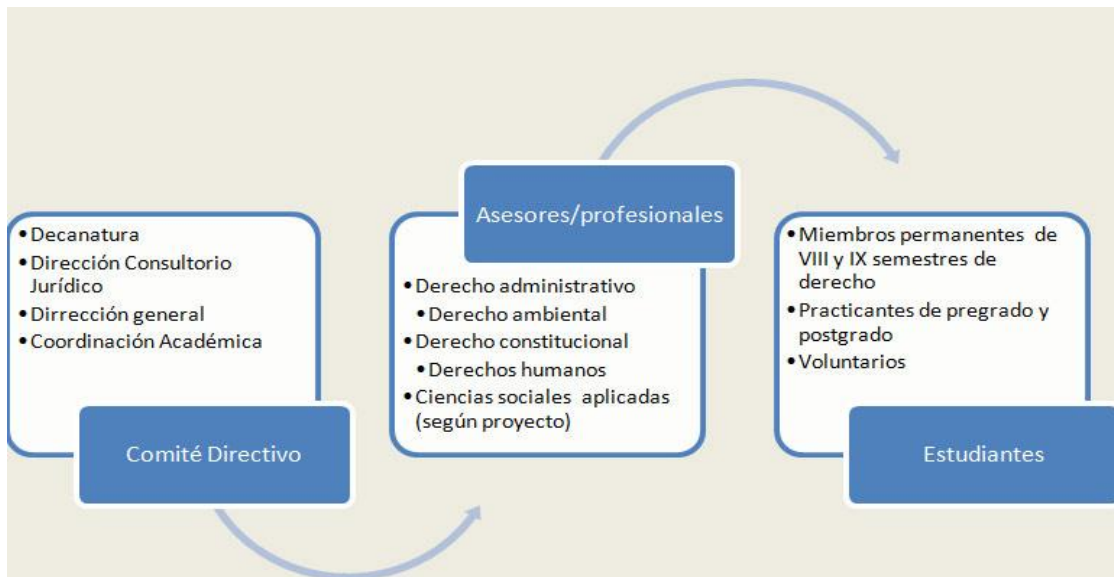 • Decanatura
• Dirección Consultorio
Jurídico
• Dirrección general
• Coordinación Académica
Comité Directivo
Asesores/profesionales
• Derecho administrativo
• Derecho ambiental
• Derecho constitucional
• Derechos humanos
• Ciencias sociales aplicadas
(según proyecto)
• Miembros permanentes de
VIII y IX semestres de
derecho
• Practicantes de pregrado y
postgrado
• Voluntarios
Estudiantes